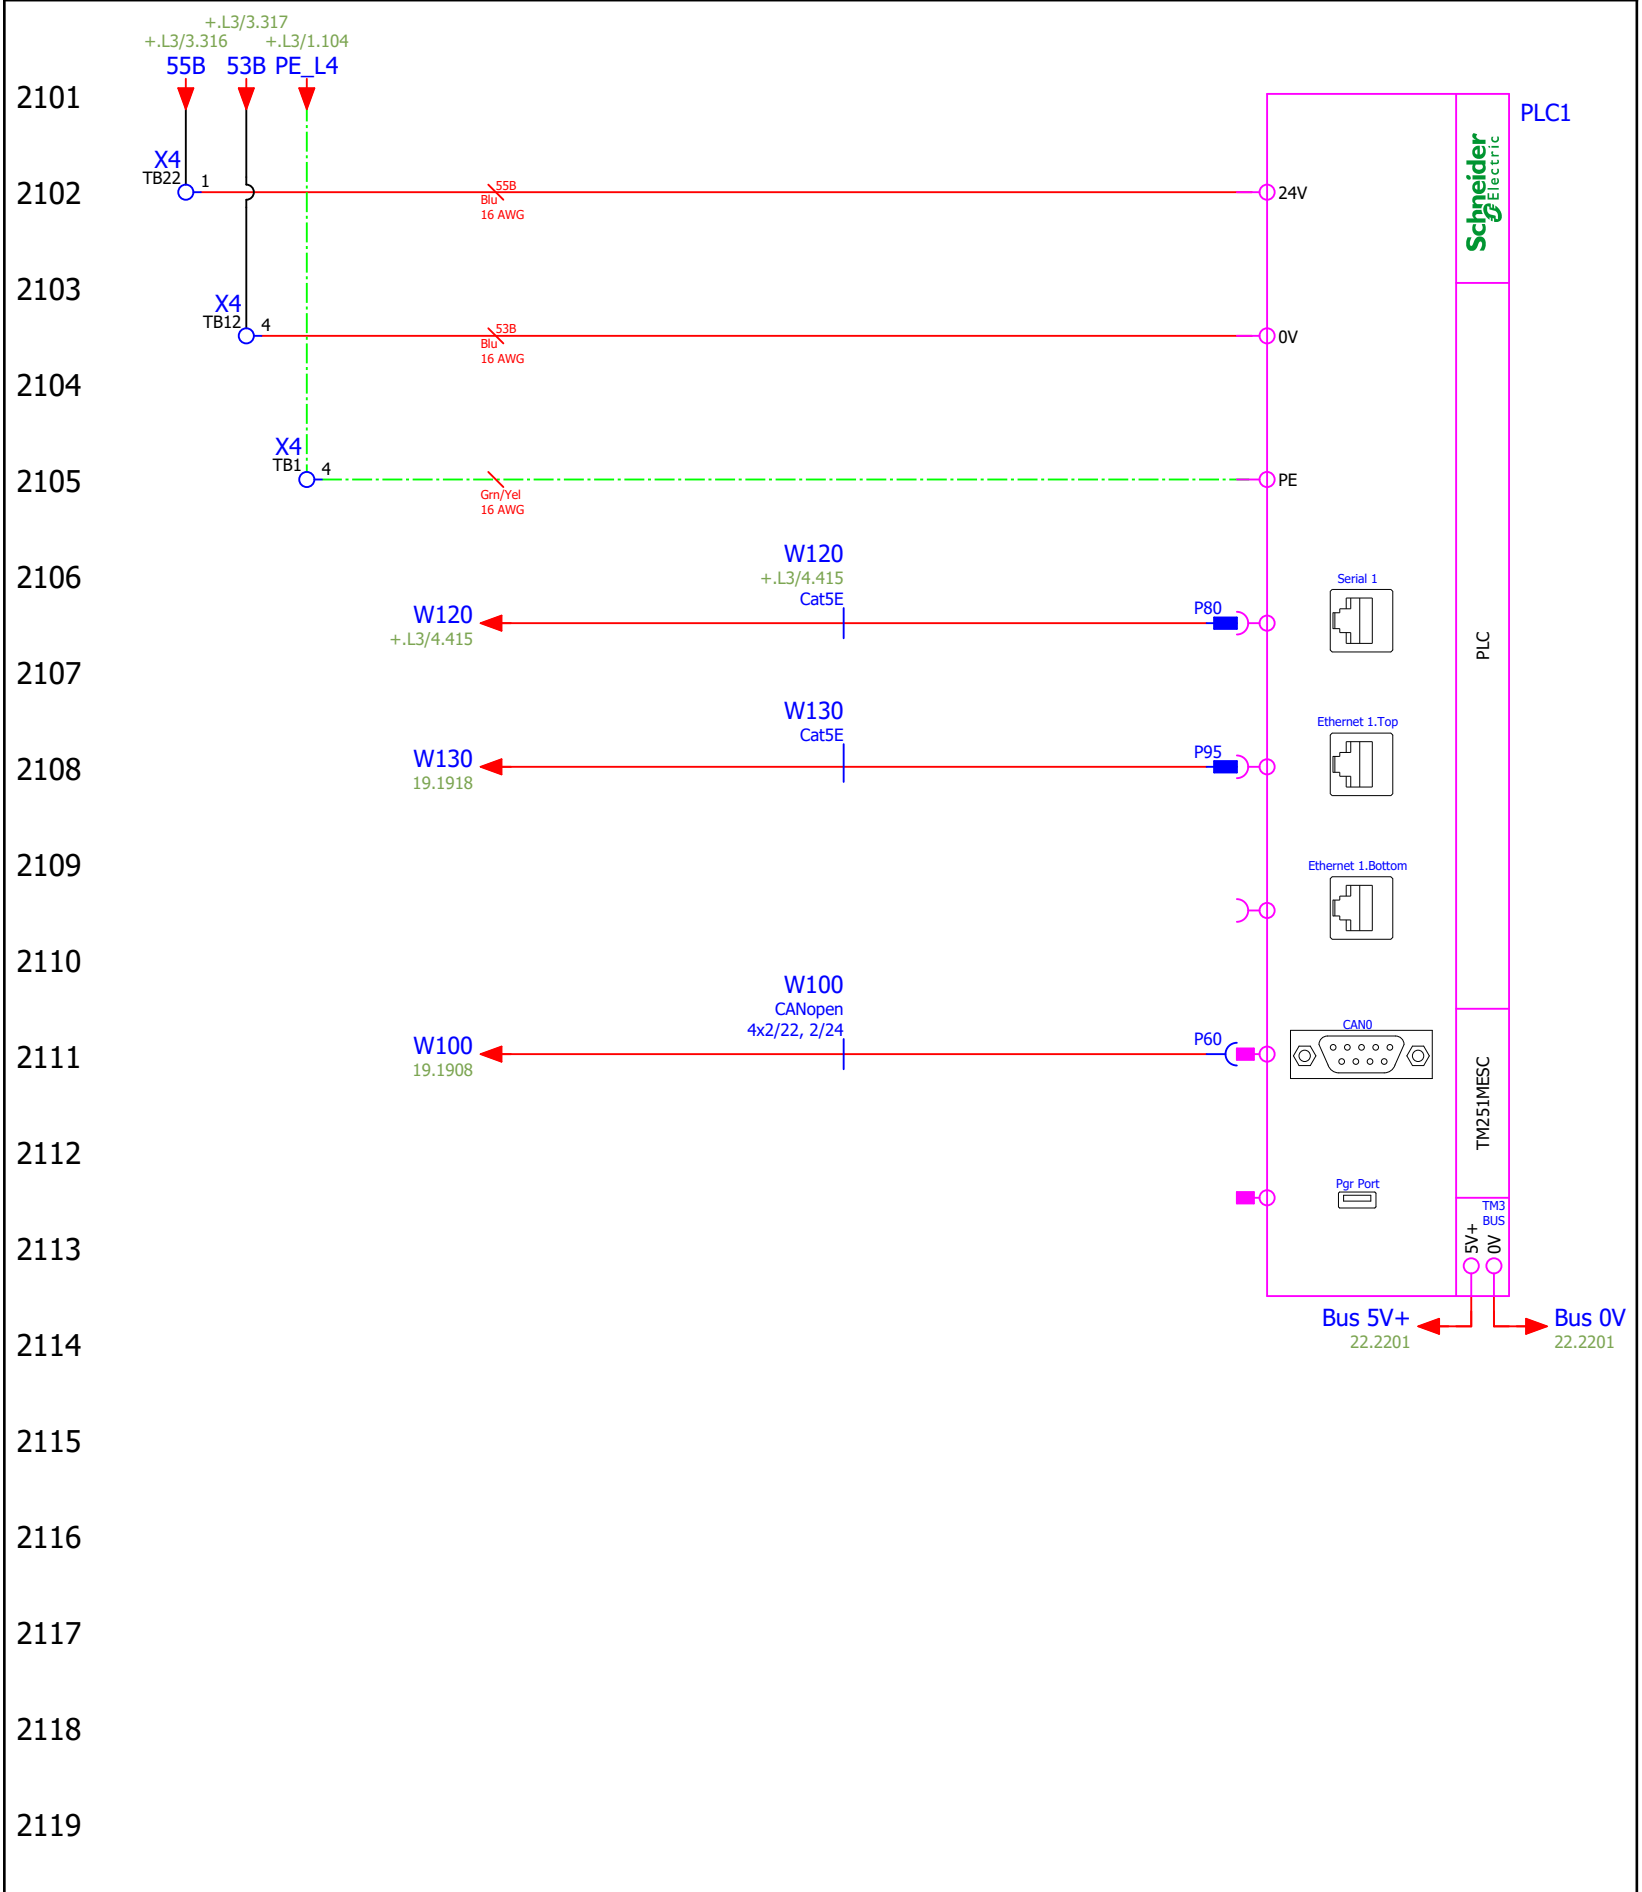 +.L3/3.317
+.L3/3.316
+.L3/1.104
55B
53B
PE_L4
2101
PLC1
Schneider
Electric
X4
TB22
1
2102
55B
Blu
16 AWG
24V
2103
X4
TB12
4
53B
Blu
16 AWG
0V
2104
X4
TB1
4
2105
Grn/Yel
16 AWG
PE
W120
2106
+.L3/4.415
Cat5E
Serial 1
W120
+.L3/4.415
P80
PLC
2107
W130
Cat5E
Ethernet 1.Top
W130
19.1918
P95
2108
2109
Ethernet 1.Bottom
2110
W100
CANopen
4x2/22, 2/24
CAN0
W100
19.1908
P60
2111
TM251MESC
2112
Pgr Port
TM3
BUS
5V+
0V
2113
Bus 5V+
22.2201
Bus 0V
22.2201
2114
2115
2116
2117
2118
2119